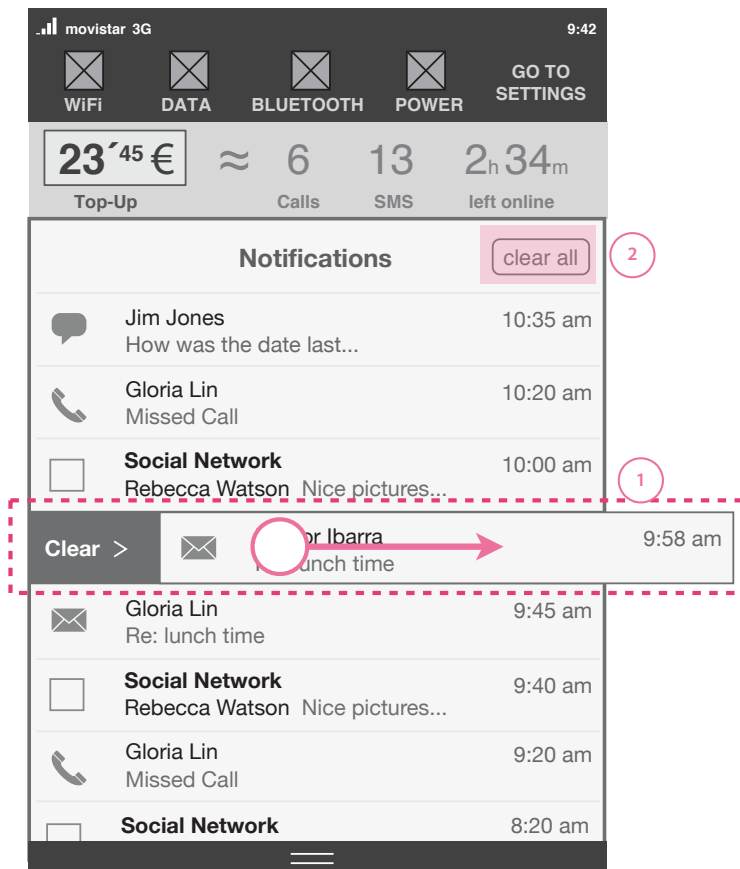 movistar 3G 9:42
WiFi DATA BLUETOOTH POWER GO TO SETTINGS
23´45 € ≈ 6 13 2h 34m
Top-Up Calls SMS left online
Notifications clear all 2
Jim Jones 10:35 am
How was the date last...
Gloria Lin 10:20 am
Missed Call
Social Network 10:00 am
Rebecca Watson Nice pictures... 1
Clear > Ibarra 9:58 am
lunch time
Gloria Lin 9:45 am
Re: lunch time
Social Network 9:40 am
Rebecca Watson Nice pictures...
Gloria Lin 9:20 am
Missed Call
Social Network 8:20 am